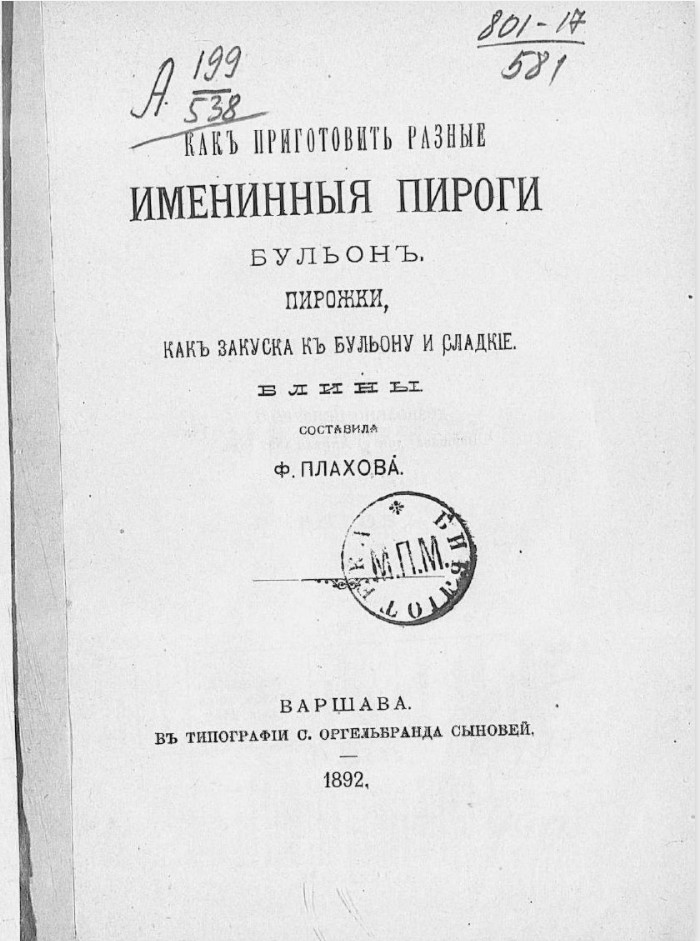 801-17
581
А 199
538
КАКЪ ПРИГОТОВИТЬ РАЗНЫЕ
ИМЕНИННЫЯ ПИРОГИ
БУЛЬОНЪ.
ПИРОЖКИ,
КАКЪ ЗАКУСКА КЪ БУЛЬОНУ И СЛАДКІЕ.
БЛИНЫ
СОСТАВИЛА
Ф. ПЛАХОВА.
БИБЛІОТЕКА
М.П.М.
ВАРШАВА.
ВЪ ТИПОГРАФІИ С. ОРГЕЛЬБРАНДА СЫНОВЕЙ.
1892,